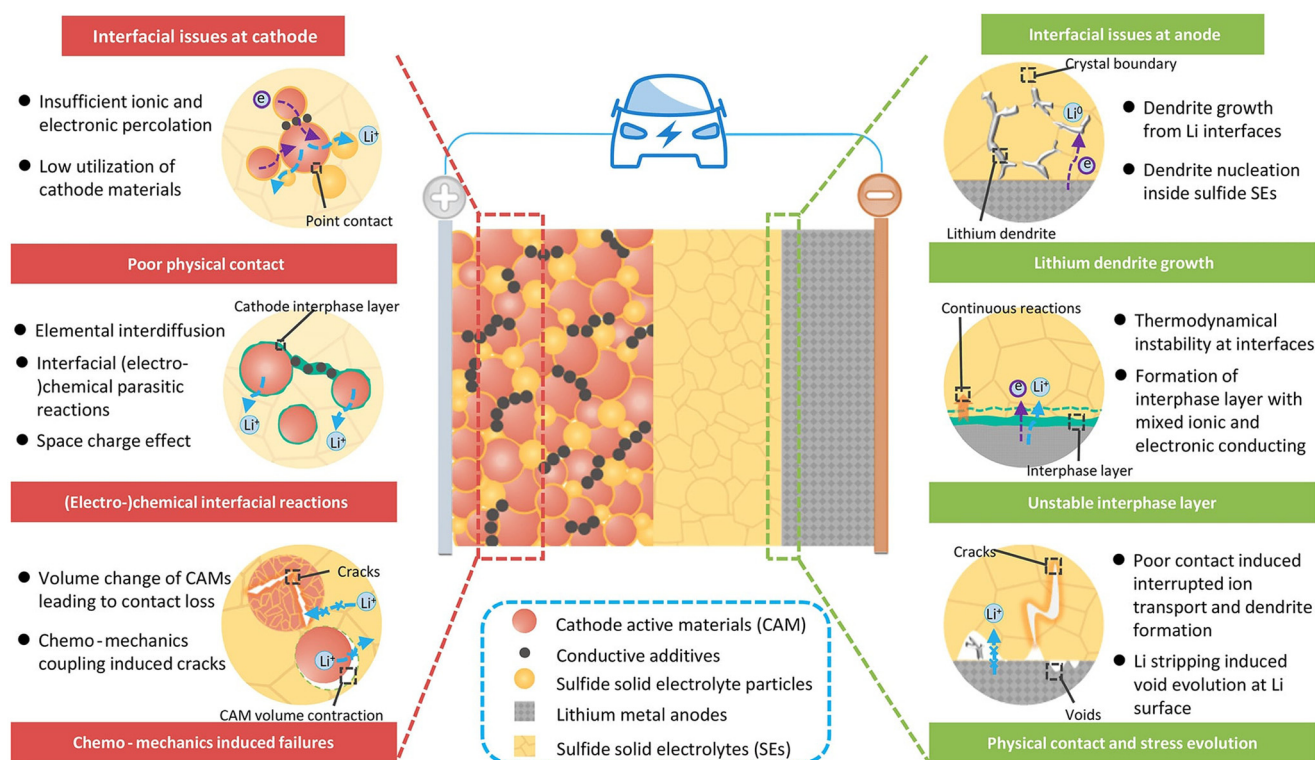 Interfacial issues at cathode
Insufficient ionic and
electronic percolation
Low utilization of
cathode materials
e
Li⁺
Point contact
Poor physical contact
Cathode interphase layer
Elemental interdiffusion
Interfacial (electro-
)chemical parasitic
reactions
Space charge effect
Li⁺
Li⁺
(Electro-)chemical interfacial reactions
Volume change of CAMs
leading to contact loss
Chemo-mechanics
coupling induced cracks
Cracks
Li⁺
Li⁺
CAM volume contraction
Chemo-mechanics induced failures
+
−
Cathode active materials (CAM)
Conductive additives
Sulfide solid electrolyte particles
Lithium metal anodes
Sulfide solid electrolytes (SEs)
Interfacial issues at anode
Crystal boundary
Li⁰
e
Lithium dendrite
Dendrite growth
from Li interfaces
Dendrite nucleation
inside sulfide SEs
Lithium dendrite growth
Continuous reactions
e
Li⁺
Interphase layer
Thermodynamical
instability at interfaces
Formation of
interphase layer with
mixed ionic and
electronic conducting
Unstable interphase layer
Cracks
Li⁺
Voids
Poor contact induced
interrupted ion
transport and dendrite
formation
Li stripping induced
void evolution at Li
surface
Physical contact and stress evolution